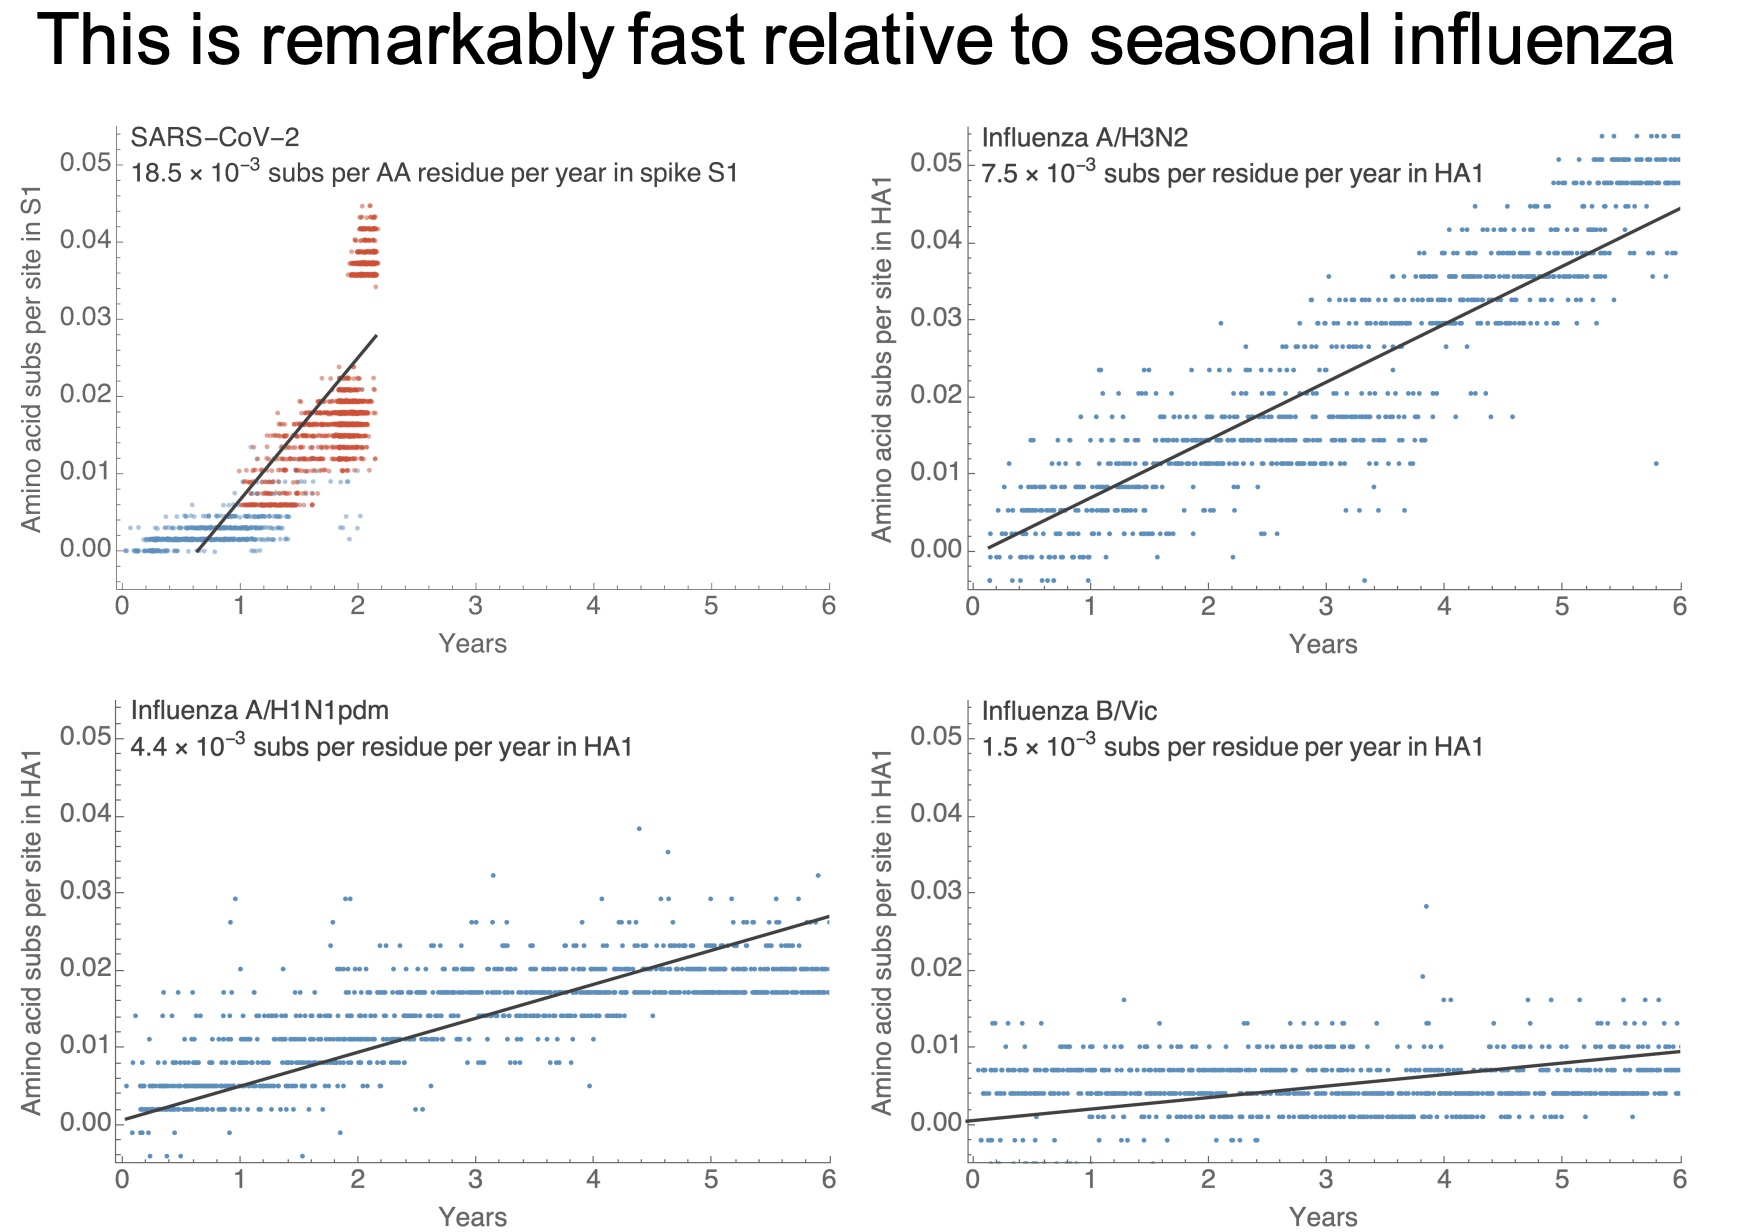 This is remarkably fast relative to seasonal influenza
SARS–CoV–2
18.5 × 10⁻³ subs per AA residue per year in spike S1
Amino acid subs per site in S1
0.05
0.04
0.03
0.02
0.01
0.00
0 1 2 3 4 5 6
Years
Influenza A/H3N2
7.5 × 10⁻³ subs per residue per year in HA1
Amino acid subs per site in HA1
0.05
0.04
0.03
0.02
0.01
0.00
0 1 2 3 4 5 6
Years
Influenza A/H1N1pdm
4.4 × 10⁻³ subs per residue per year in HA1
Amino acid subs per site in HA1
0.05
0.04
0.03
0.02
0.01
0.00
0 1 2 3 4 5 6
Years
Influenza B/Vic
1.5 × 10⁻³ subs per residue per year in HA1
Amino acid subs per site in HA1
0.05
0.04
0.03
0.02
0.01
0.00
0 1 2 3 4 5 6
Years